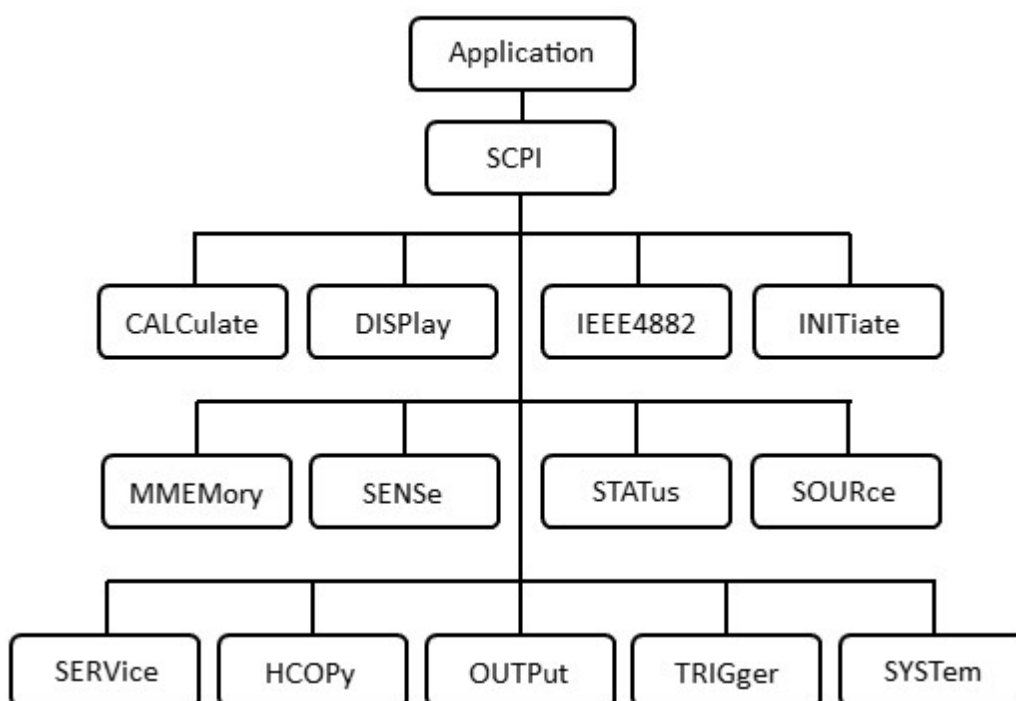 Application
SCPI
CALCulate
DISPlay
IEEE4882
INITiate
MMEMory
SENSe
STATus
SOURce
SERVice
HCOPy
OUTPut
TRIGger
SYSTem